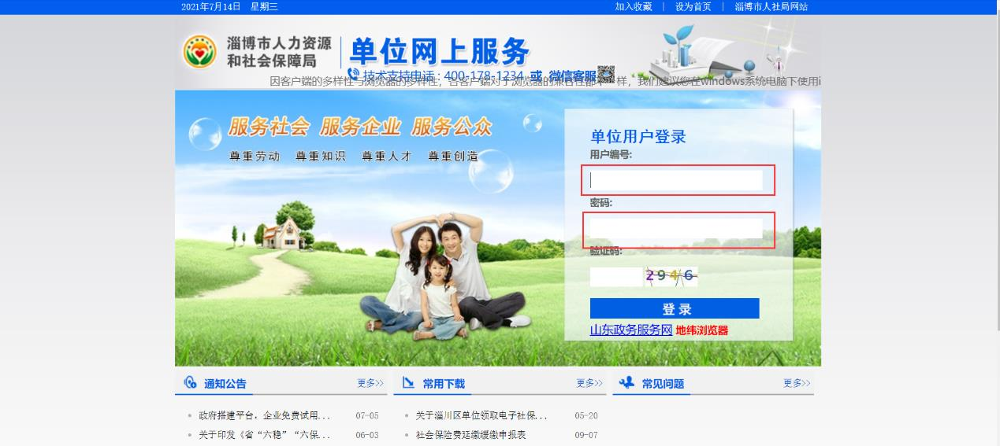 2021年7月14日 星期三
加入收藏 | 设为首页 | 淄博市人社局网站
淄博市人力资源
和社会保障局
单位网上服务
技术支持电话：400-178-1234 或 微信客服
因客户端的多样性与浏览器的多样性，各客户端对于浏览器的兼容性都不一样，我们建议您在windows系统电脑下使用i
服务社会 服务企业 服务公众
尊重劳动 尊重知识 尊重人才 尊重创造
单位用户登录
用户编号:
密码:
验证码:
2946
登 录
山东政务服务网 地纬浏览器
通知公告 更多>>
政府搭建平台，企业免费试用... 07-05
关于印发《省“六稳”“六保... 06-03
常用下载 更多>>
关于淄川区单位领取电子社保... 05-20
社会保险费延缴缓缴申报表 09-07
常见问题 更多>>